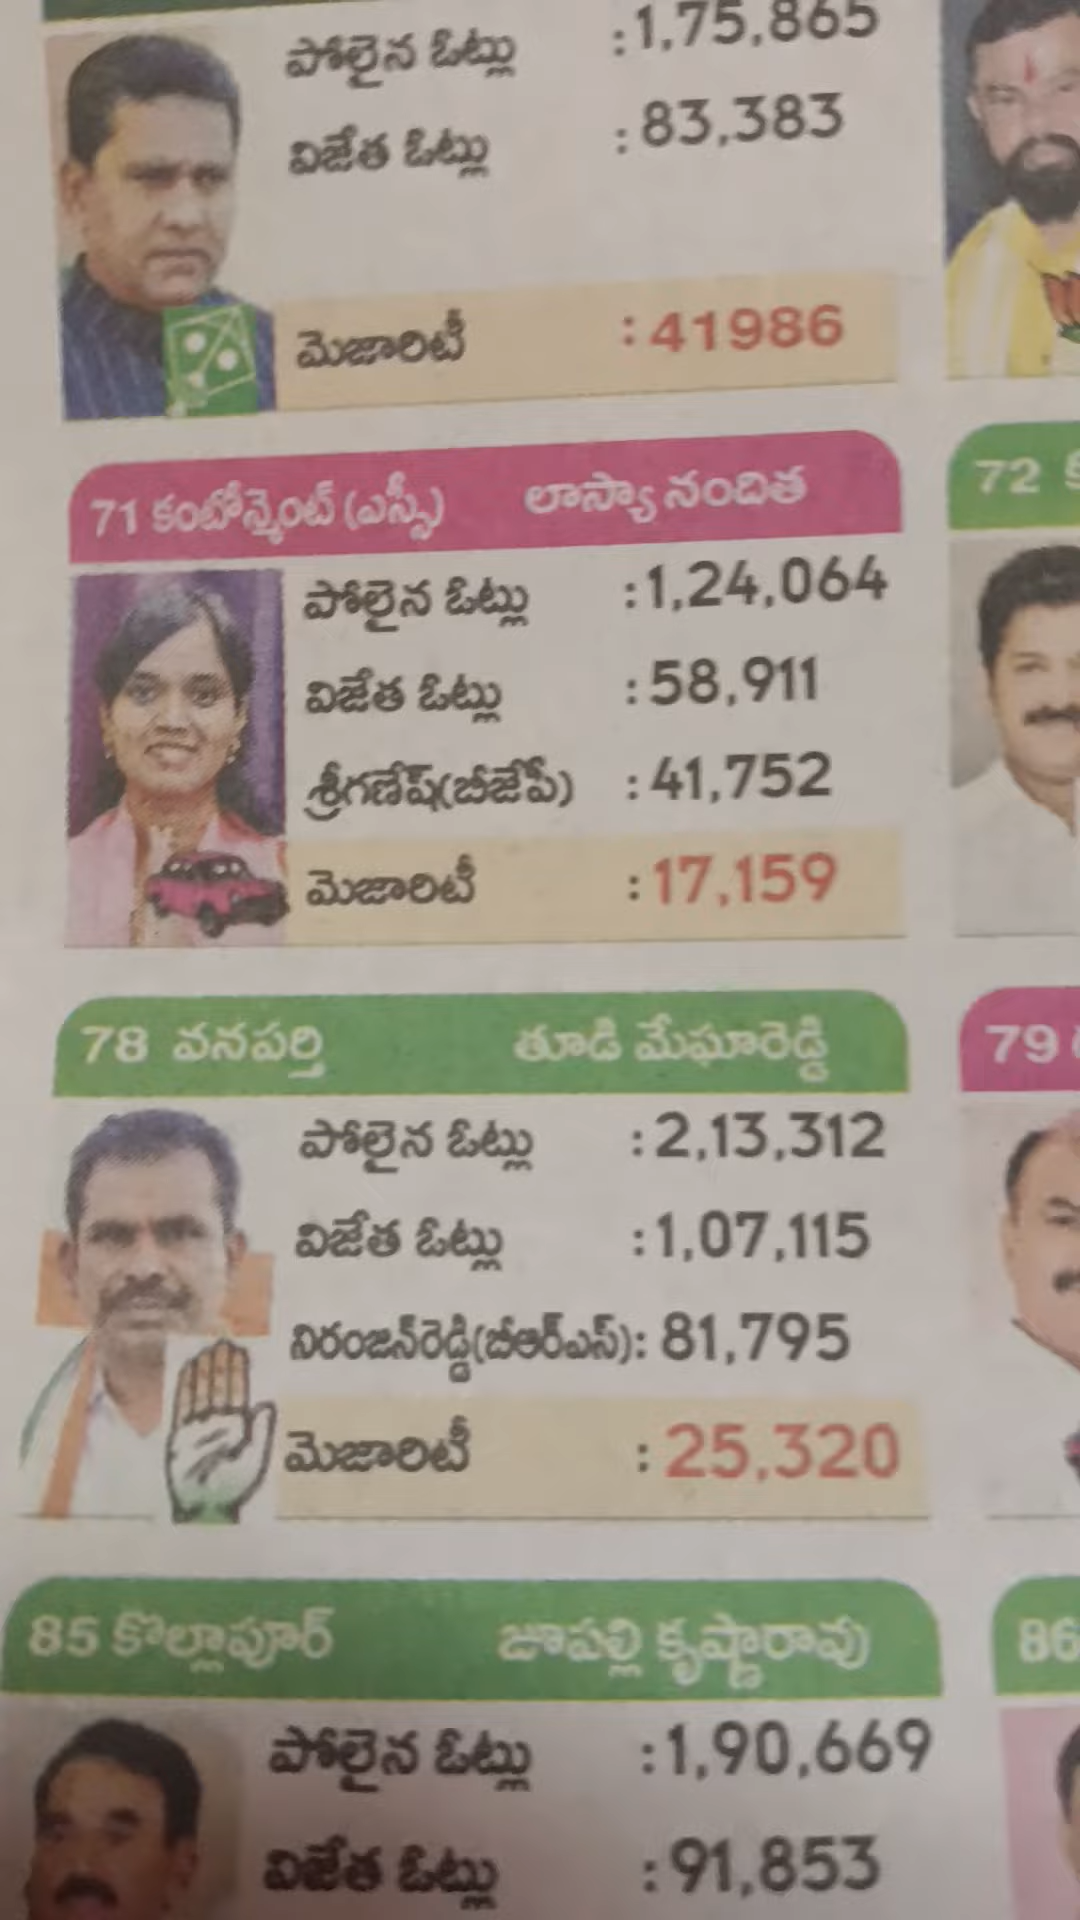 పోలైన ఓట్లు :1,75,865
విజేత ఓట్లు :83,383
మెజారిటీ :41986
71 కంటోన్మెంట్ (ఎస్సీ) లాస్యా నందిత
పోలైన ఓట్లు :1,24,064
విజేత ఓట్లు :58,911
శ్రీగణేష్(బీజేపీ) :41,752
మెజారిటీ :17,159
72
78 వనపర్తి తూడి మేఘారెడ్డి
పోలైన ఓట్లు :2,13,312
విజేత ఓట్లు :1,07,115
నిరంజన్‌రెడ్డి(బీఆర్ఎస్): 81,795
మెజారిటీ : 25,320
79
85 కొల్లాపూర్ జూపల్లి కృష్ణారావు
పోలైన ఓట్లు :1,90,669
విజేత ఓట్లు :91,853
86